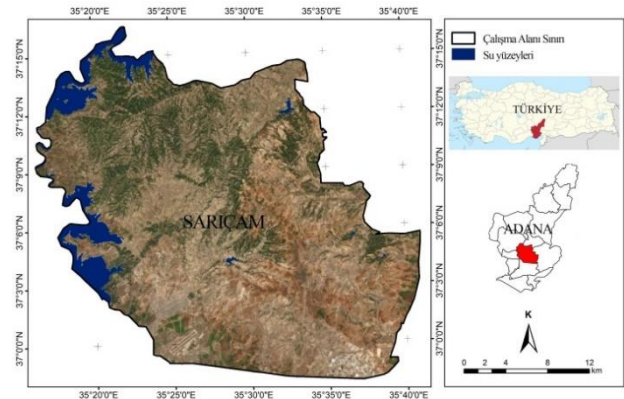 Çalışma Alanı Sınırı
Su yüzeyleri
TÜRKİYE
ADANA
SARIÇAM
K
0 2 4 8 12
km
37°15'0"N
37°12'0"N
37°9'0"N
37°6'0"N
37°3'0"N
37°0'0"N
37°15'0"N
37°12'0"N
37°9'0"N
37°6'0"N
37°3'0"N
37°0'0"N
35°20'0"E 35°25'0"E 35°30'0"E 35°35'0"E 35°40'0"E
35°20'0"E 35°25'0"E 35°30'0"E 35°35'0"E 35°40'0"E